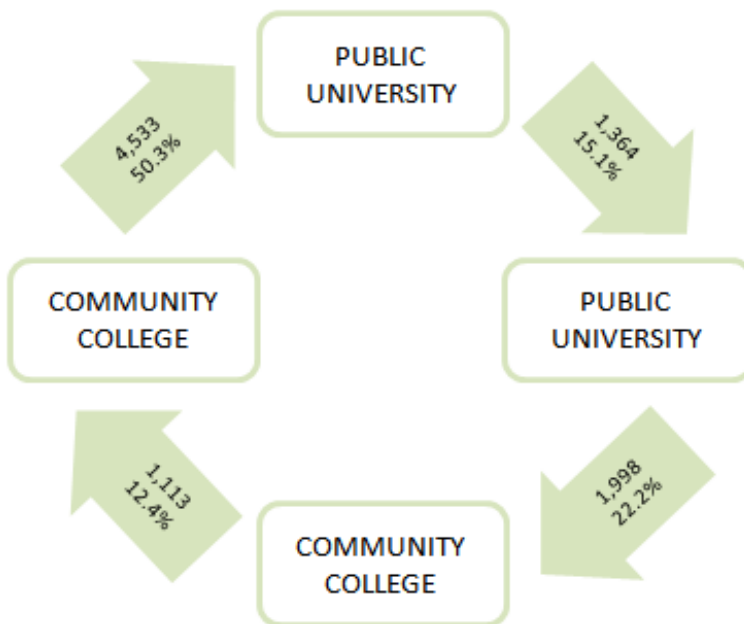 PUBLIC
UNIVERSITY
4,533
50.3%
1,364
15.1%
COMMUNITY
COLLEGE
PUBLIC
UNIVERSITY
1,113
12.4%
1,998
22.2%
COMMUNITY
COLLEGE